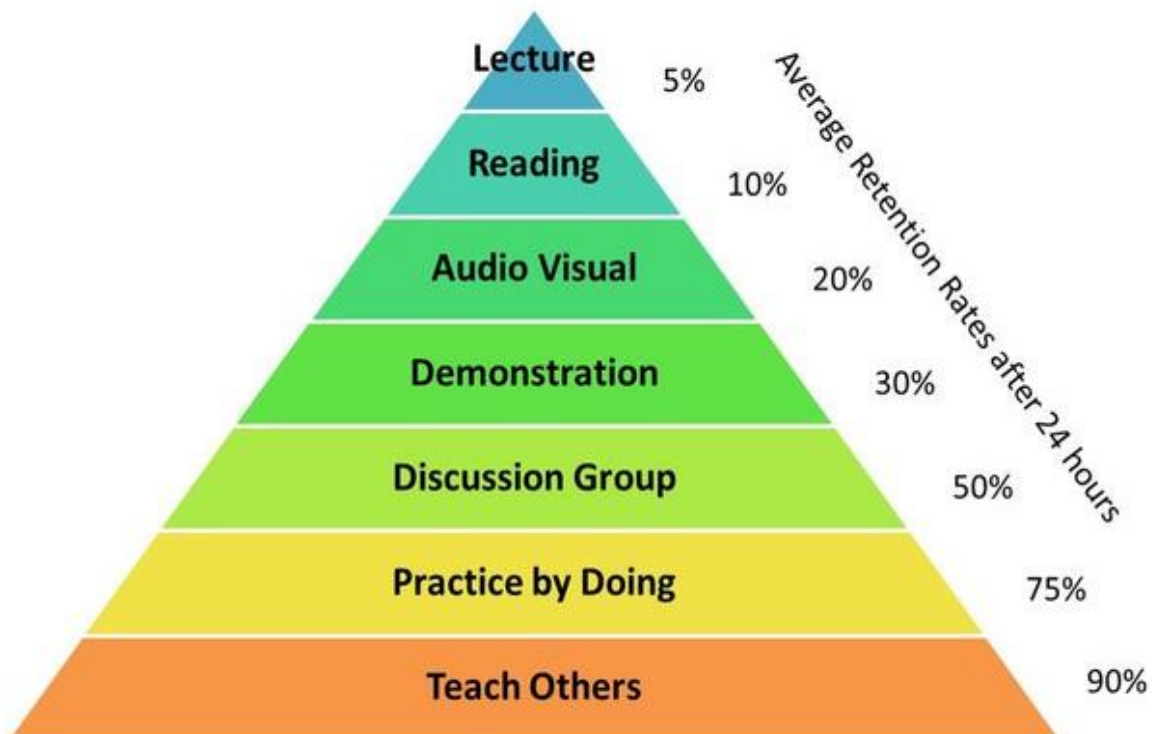 Lecture
5%
Reading
10%
Audio Visual
20%
Demonstration
30%
Discussion Group
50%
Practice by Doing
75%
Teach Others
90%
Average Retention Rates after 24 hours